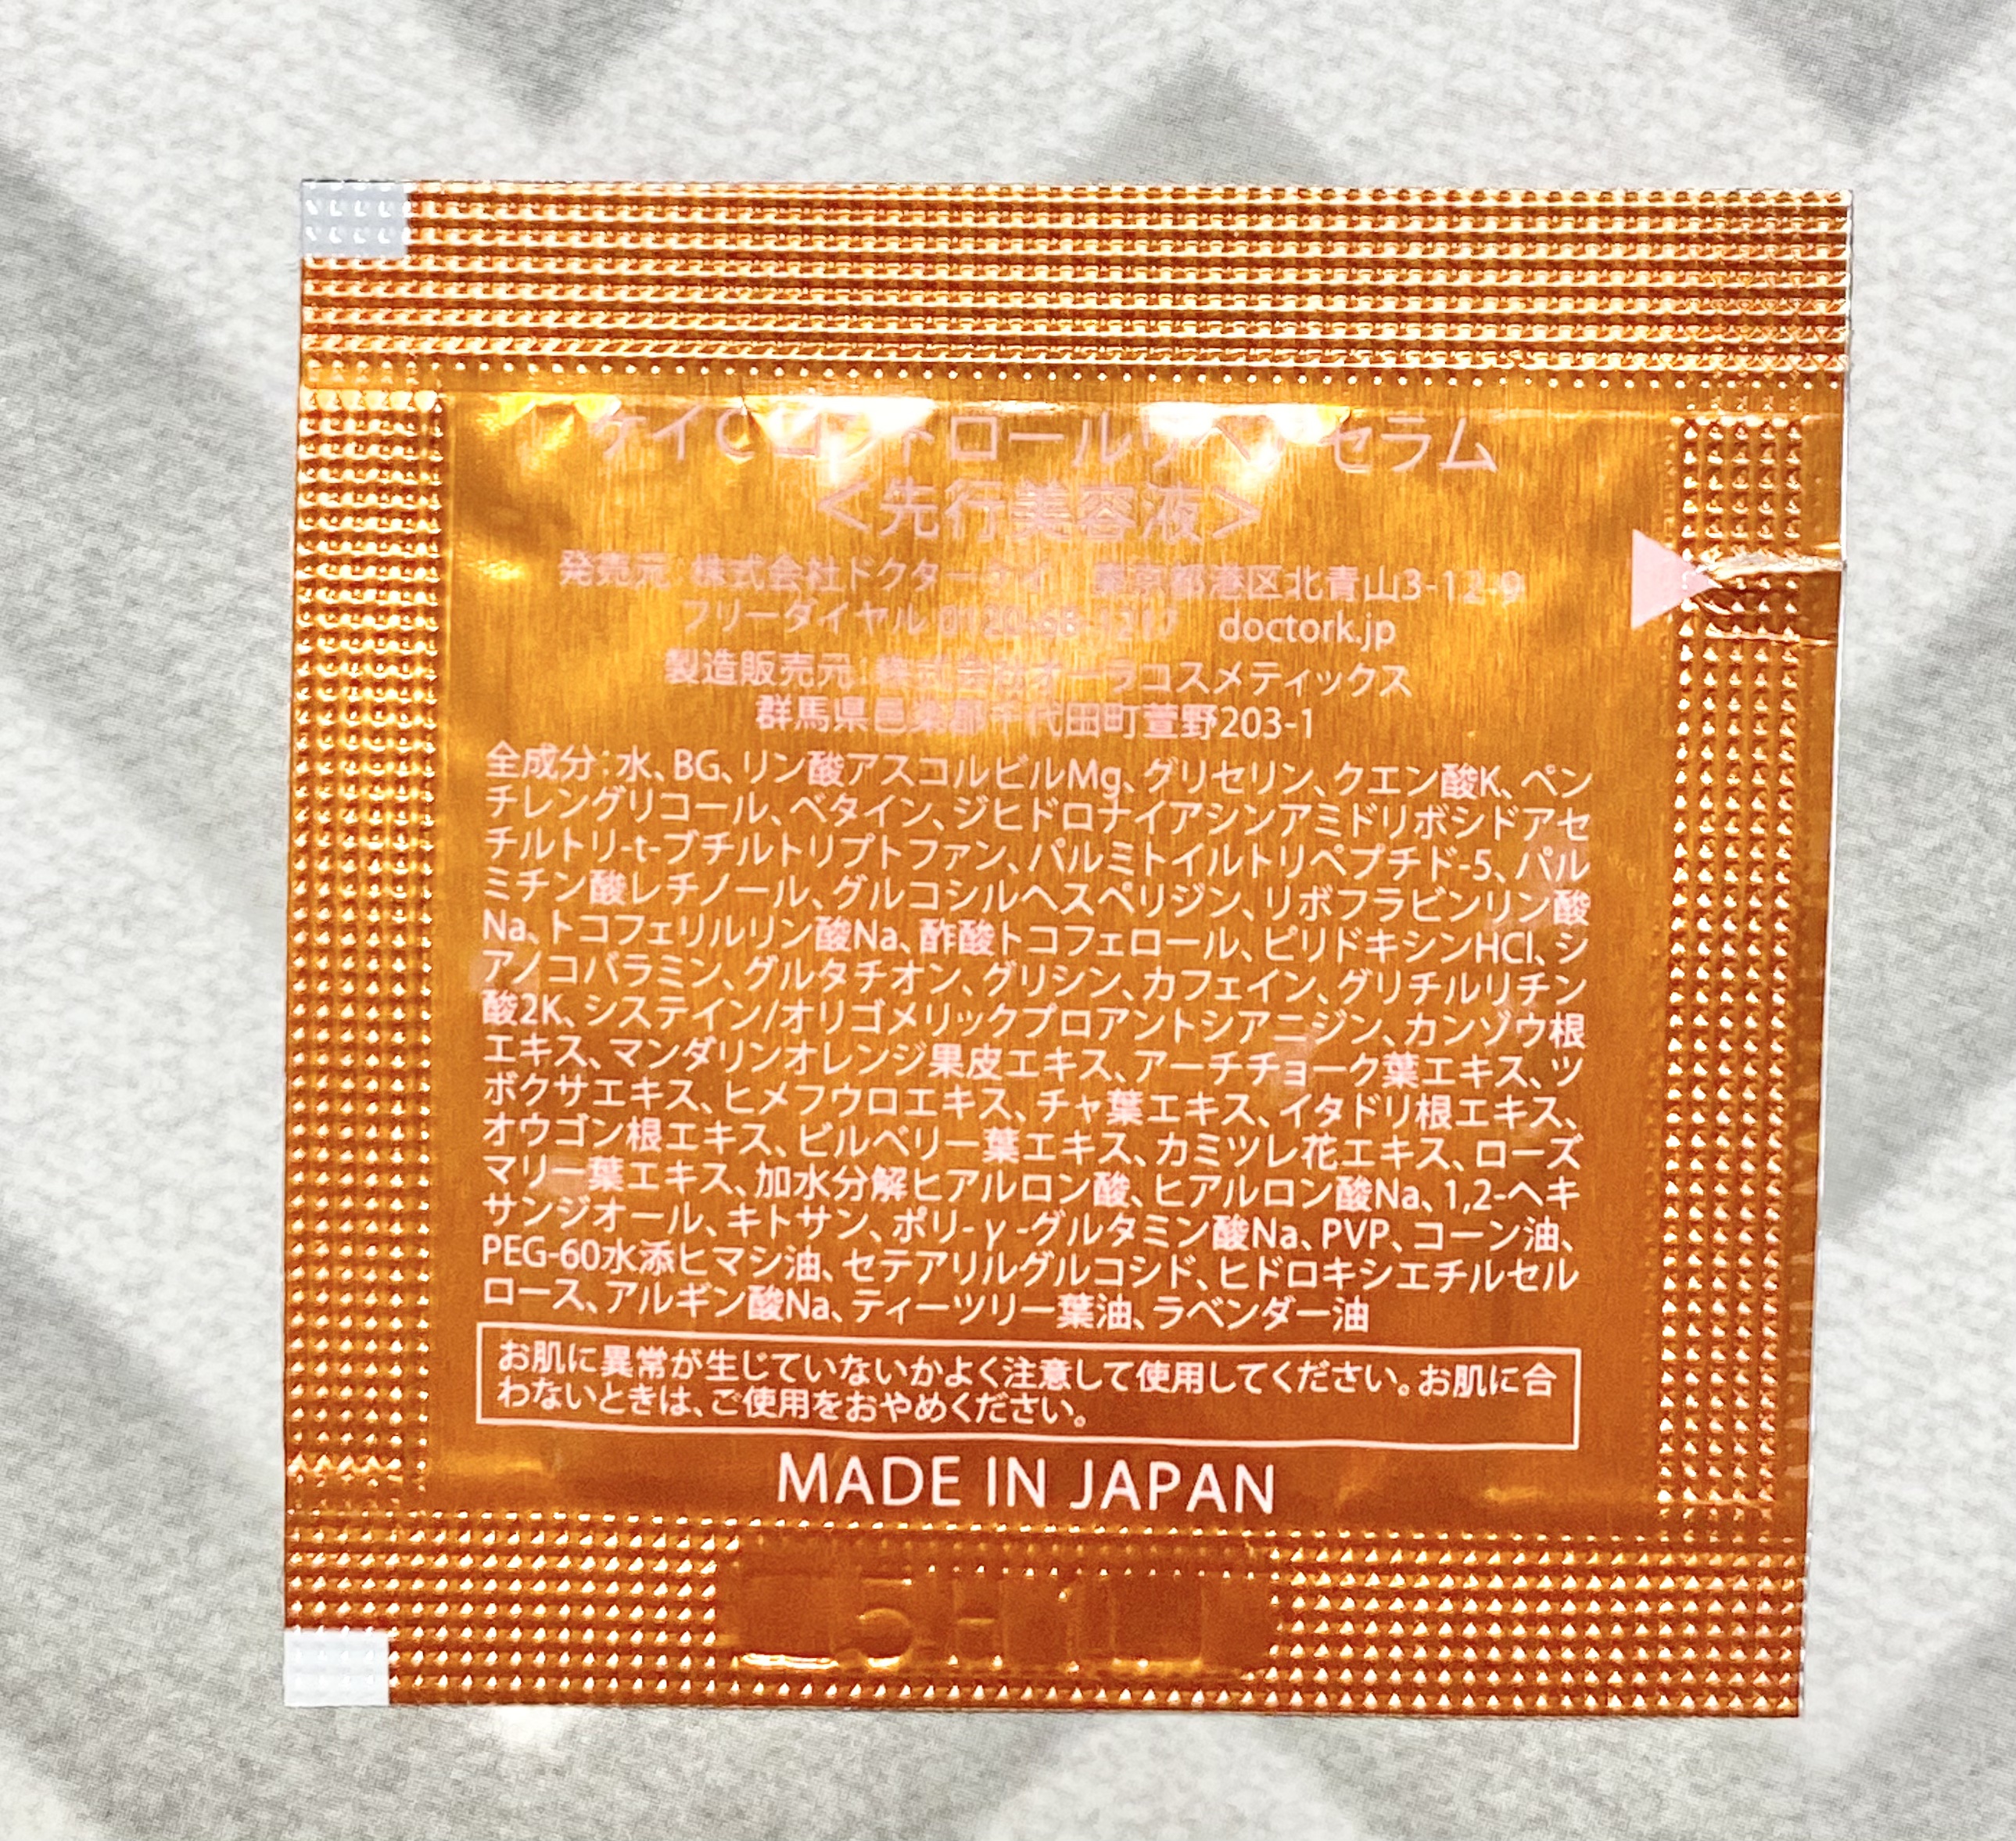 ケイCコントロールリペアセラム
＜先行美容液＞
発売元:株式会社ドクターケイ 東京都港区北青山3-12-9
フリーダイヤル 0120-68-1217 doctork.jp
製造販売元:株式会社オーラコスメティックス
群馬県邑楽郡千代田町萱野203-1
全成分:水、BG、リン酸アスコルビルMg、グリセリン、クエン酸K、ペン
チレングリコール、ベタイン、ジヒドロナイアシンアミドリボシドアセ
チルトリ-t-ブチルトリプトファン、パルミトイルトリペプチド-5、パル
ミチン酸レチノール、グルコシルヘスペリジン、リボフラビンリン酸
Na、トコフェリルリン酸Na、酢酸トコフェロール、ピリドキシンHCl、シ
アノコバラミン、グルタチオン、グリシン、カフェイン、グリチルリチン
酸2K、システイン/オリゴメリックプロアントシアニジン、カンゾウ根
エキス、マンダリンオレンジ果皮エキス、アーチチョーク葉エキス、ツ
ボクサエキス、ヒメフウロエキス、チャ葉エキス、イタドリ根エキス、
オウゴン根エキス、ビルベリー葉エキス、カミツレ花エキス、ローズ
マリー葉エキス、加水分解ヒアルロン酸、ヒアルロン酸Na、1,2-ヘキ
サンジオール、キトサン、ポリ-γ-グルタミン酸Na、PVP、コーン油、
PEG-60水添ヒマシ油、セテアリルグルコシド、ヒドロキシエチルセル
ロース、アルギン酸Na、ティーツリー葉油、ラベンダー油
お肌に異常が生じていないかよく注意して使用してください。お肌に合
わないときは、ご使用をおやめください。
MADE IN JAPAN